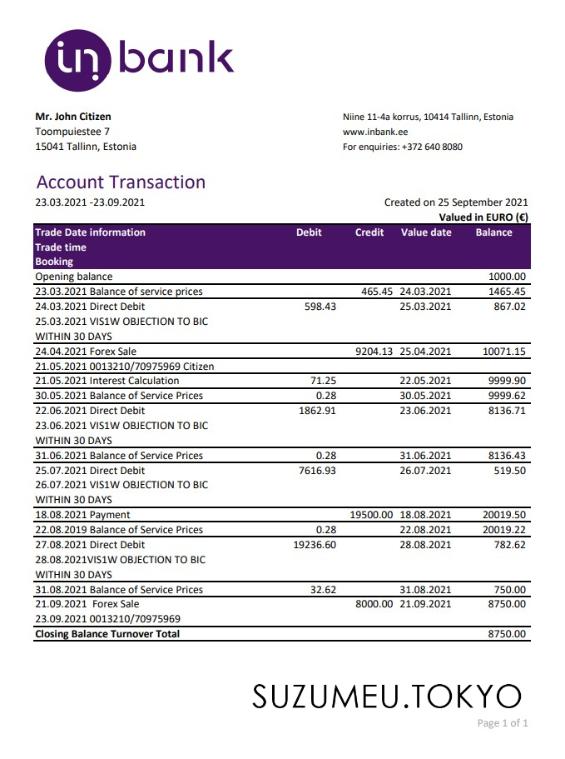 inbank
Mr. John Citizen
Toompuiestee 7
15041 Tallinn, Estonia
Niine 11-4a korrus, 10414 Tallinn, Estonia
www.inbank.ee
For enquiries: +372 640 8080
Account Transaction
23.03.2021 -23.09.2021
Created on 25 September 2021
Valued in EURO (€)
Trade Date information Debit Credit Value date Balance
Trade time
Booking
Opening balance 1000.00
23.03.2021 Balance of service prices 465.45 24.03.2021 1465.45
24.03.2021 Direct Debit 598.43 25.03.2021 867.02
25.03.2021 VIS1W OBJECTION TO BIC
WITHIN 30 DAYS
24.04.2021 Forex Sale 9204.13 25.04.2021 10071.15
21.05.2021 0013210/70975969 Citizen
21.05.2021 Interest Calculation 71.25 22.05.2021 9999.90
30.05.2021 Balance of Service Prices 0.28 30.05.2021 9999.62
22.06.2021 Direct Debit 1862.91 23.06.2021 8136.71
23.06.2021 VIS1W OBJECTION TO BIC
WITHIN 30 DAYS
31.06.2021 Balance of Service Prices 0.28 31.06.2021 8136.43
25.07.2021 Direct Debit 7616.93 26.07.2021 519.50
26.07.2021 VIS1W OBJECTION TO BIC
WITHIN 30 DAYS
18.08.2021 Payment 19500.00 18.08.2021 20019.50
22.08.2019 Balance of Service Prices 0.28 22.08.2021 20019.22
27.08.2021 Direct Debit 19236.60 28.08.2021 782.62
28.08.2021VIS1W OBJECTION TO BIC
WITHIN 30 DAYS
31.08.2021 Balance of Service Prices 32.62 31.08.2021 750.00
21.09.2021 Forex Sale 8000.00 21.09.2021 8750.00
23.09.2021 0013210/70975969
Closing Balance Turnover Total 8750.00
SUZUMEU.TOKYO
Page 1 of 1